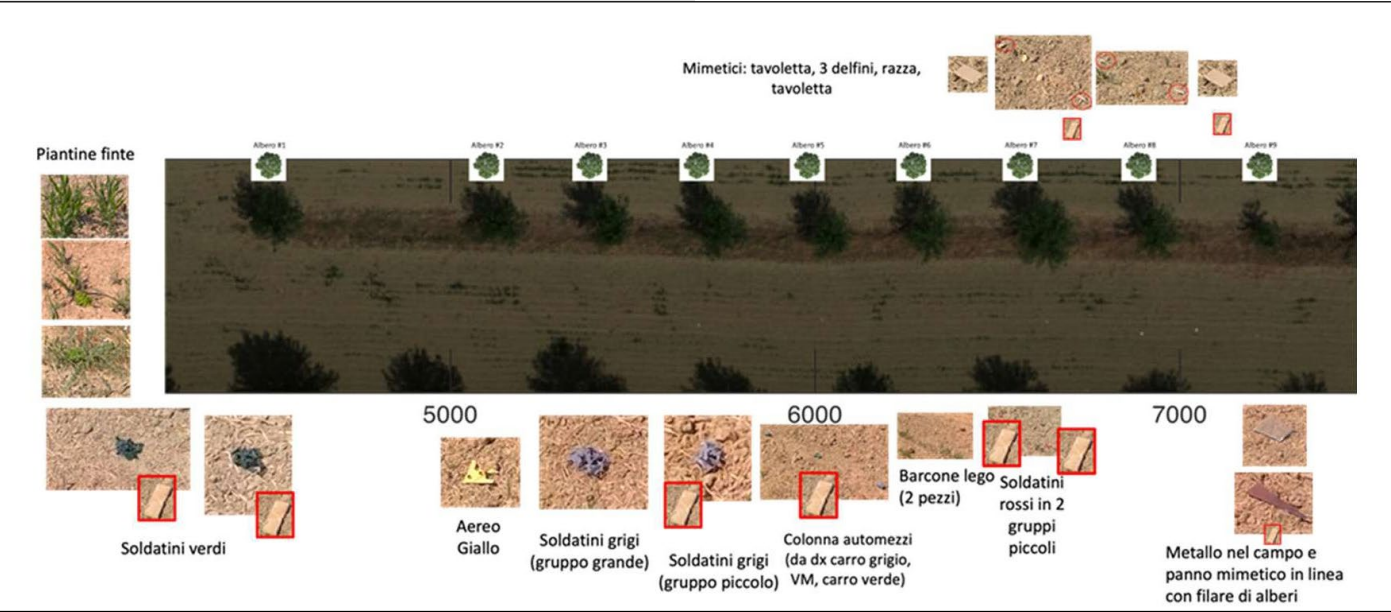 Mimetici: tavoletta, 3 delfini, razza,
tavoletta
Piantine finte
Albero #1
Albero #2
Albero #3
Albero #4
Albero #5
Albero #6
Albero #7
Albero #8
Albero #9
5000
6000
7000
Soldatini verdi
Aereo
Giallo
Soldatini grigi
(gruppo grande)
Soldatini grigi
(gruppo piccolo)
Colonna automezzi
(da dx carro grigio,
VM, carro verde)
Barcone lego
(2 pezzi)
Soldatini
rossi in 2
gruppi
piccoli
Metallo nel campo e
panno mimetico in linea
con filare di alberi